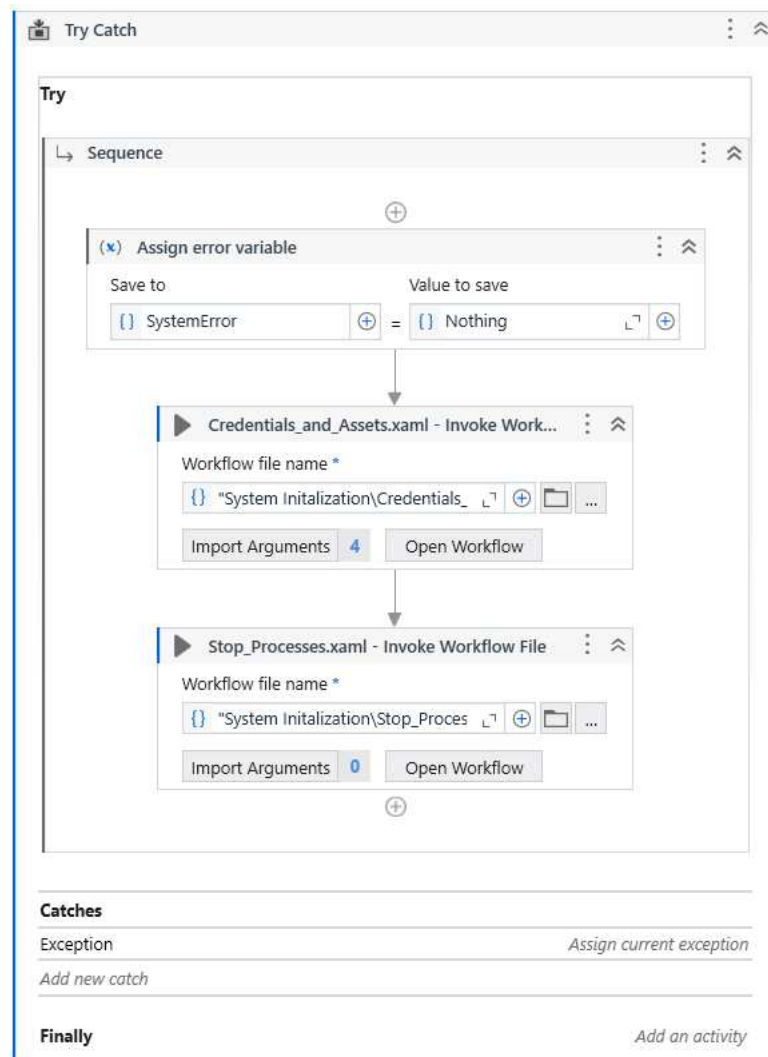 Try Catch
Try
Sequence
(x) Assign error variable
Save to Value to save
{} SystemError = {} Nothing
Credentials_and_Assets.xaml - Invoke Work...
Workflow file name *
{} "System Initalization\Credentials_ ...
Import Arguments 4 Open Workflow
Stop_Processes.xaml - Invoke Workflow File
Workflow file name *
{} "System Initalization\Stop_Proces ...
Import Arguments 0 Open Workflow
Catches
Exception Assign current exception
Add new catch
Finally Add an activity